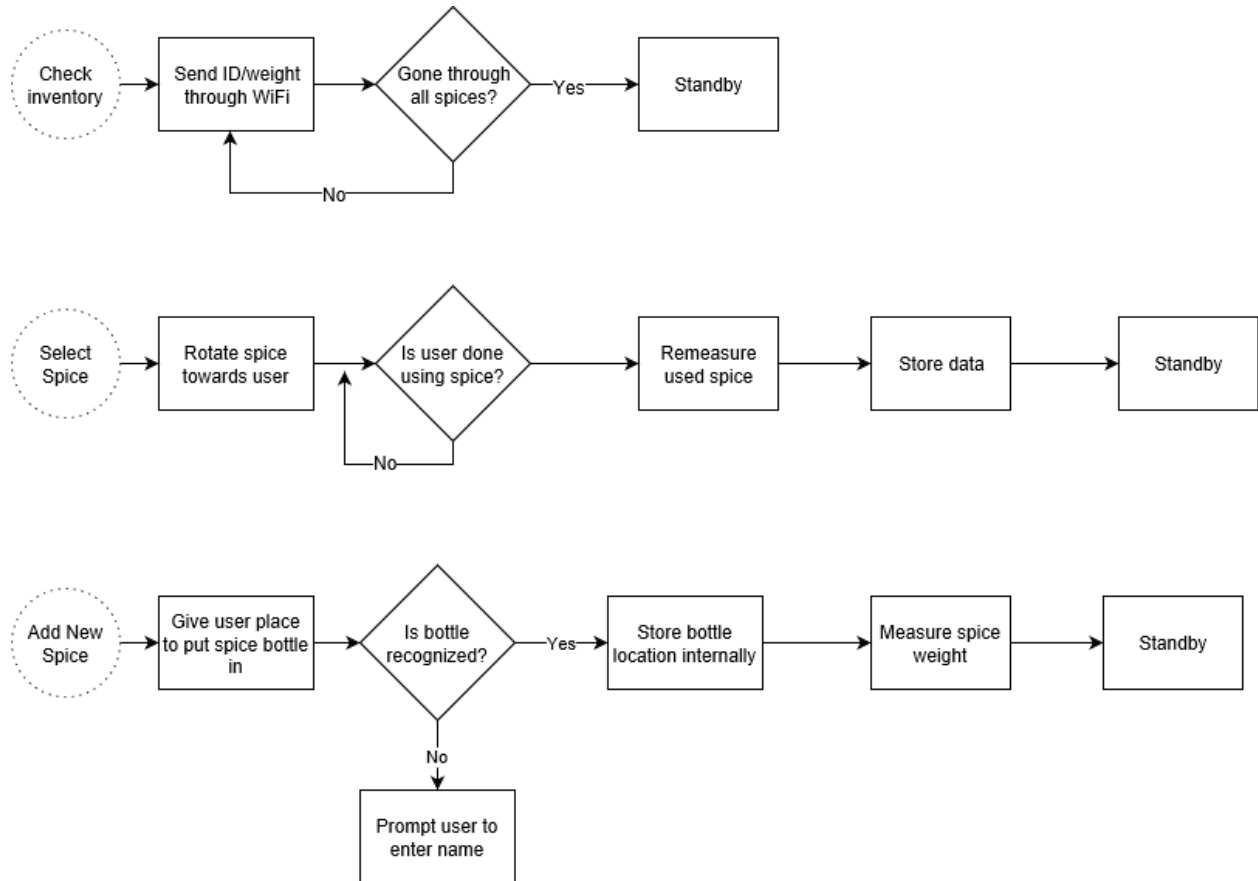 Check
inventory
Send ID/weight
through WiFi
Gone through
all spices?
Yes
Standby
No
Select
Spice
Rotate spice
towards user
Is user done
using spice?
Remeasure
used spice
Store data
Standby
No
Add New
Spice
Give user place
to put spice bottle
in
Is bottle
recognized?
Yes
Store bottle
location internally
Measure spice
weight
Standby
No
Prompt user to
enter name